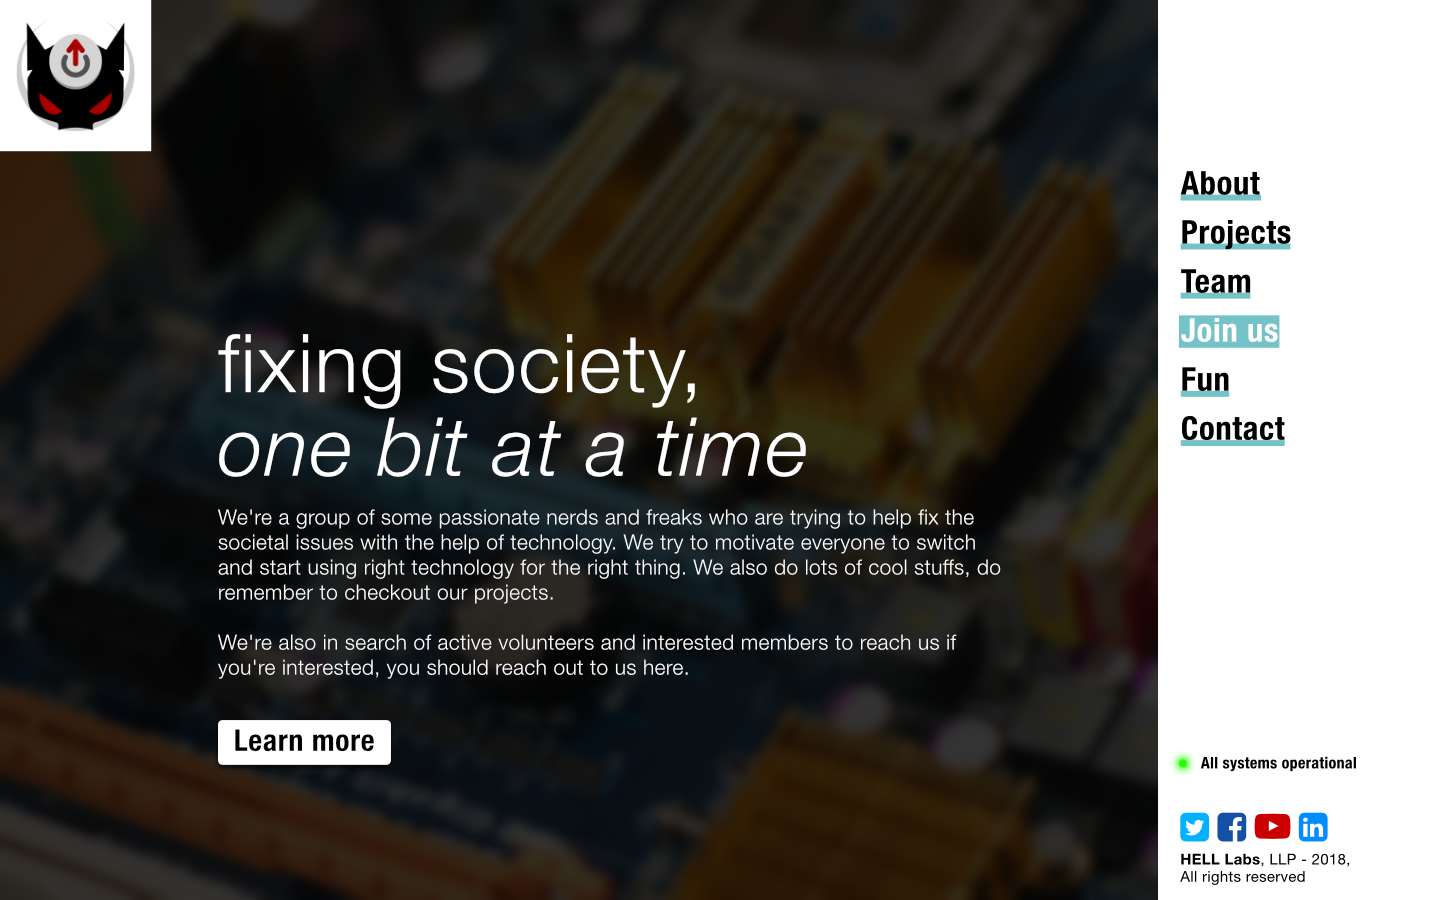 fixing society,
one bit at a time
We're a group of some passionate nerds and freaks who are trying to help fix the
societal issues with the help of technology. We try to motivate everyone to switch
and start using right technology for the right thing. We also do lots of cool stuffs, do
remember to checkout our projects.
We're also in search of active volunteers and interested members to reach us if
you're interested, you should reach out to us here.
Learn more
About
Projects
Team
Join us
Fun
Contact
All systems operational
in
HELL Labs, LLP - 2018,
All rights reserved